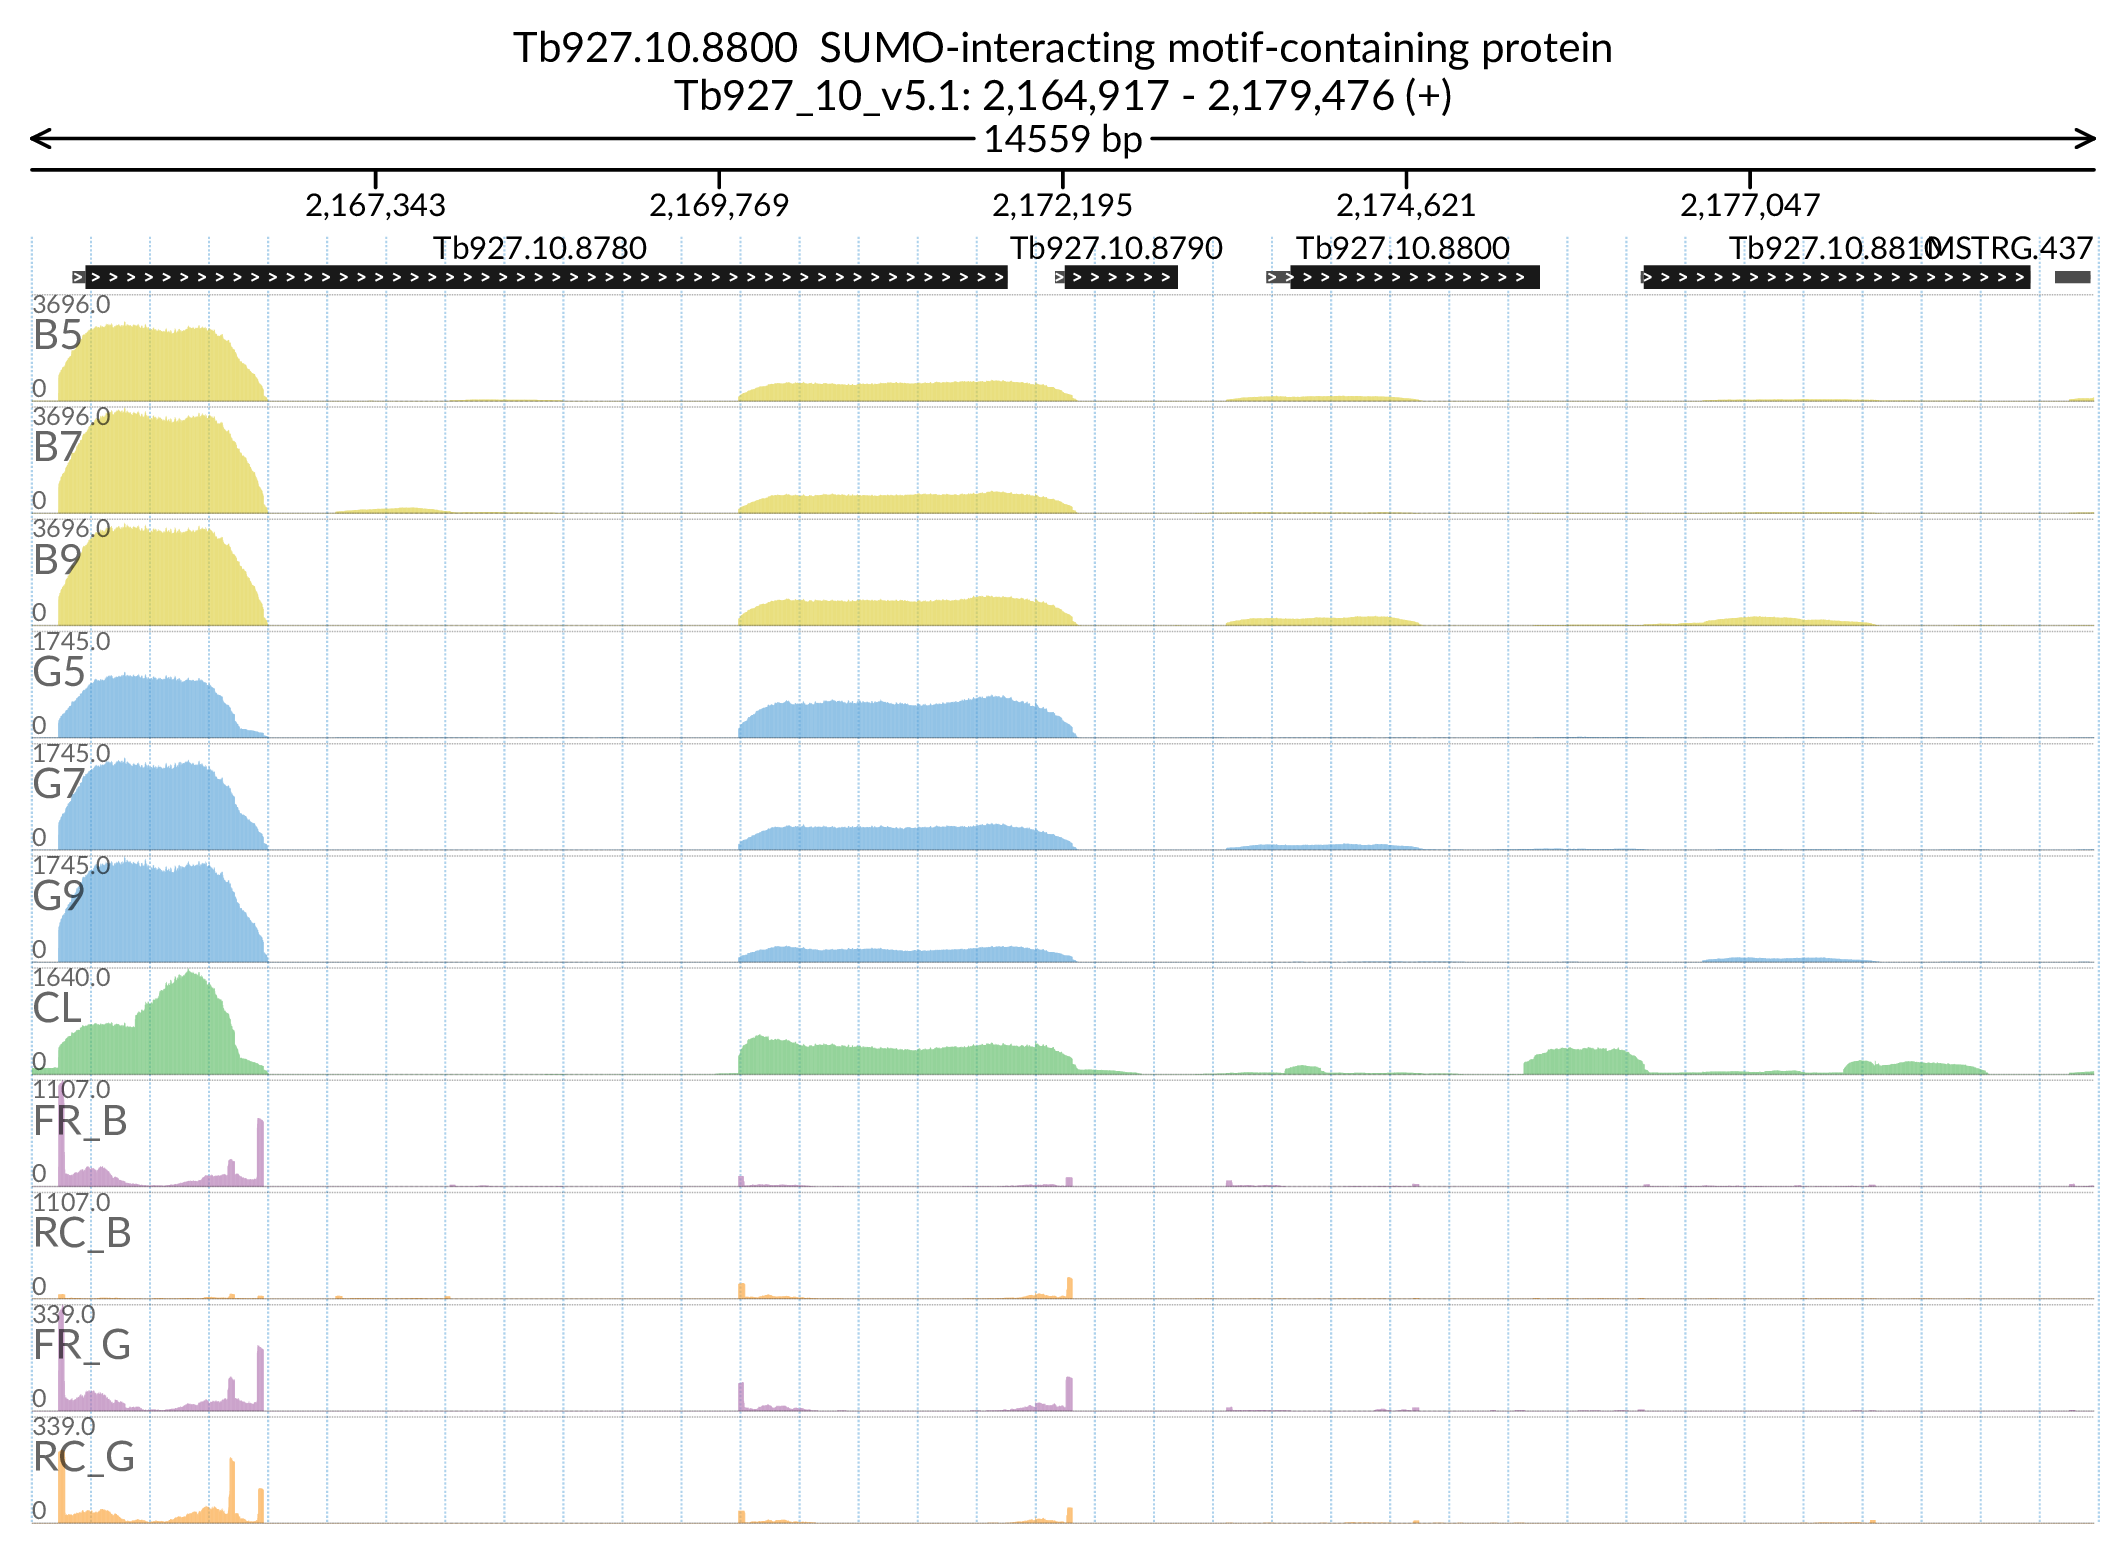 Tb927.10.8800  SUMO-interacting motif-containing protein
Tb927_10_v5.1: 2,164,917 - 2,179,476 (+)
14559 bp
2,167,343 2,169,769 2,172,195 2,174,621 2,177,047
Tb927.10.8780 Tb927.10.8790 Tb927.10.8800 Tb927.10.8810 MSTRG.437
3696.0
B5
0
3696.0
B7
0
3696.0
B9
0
1745.0
G5
0
1745.0
G7
0
1745.0
G9
0
1640.0
CL
0
1107.0
FR_B
0
1107.0
RC_B
0
339.0
FR_G
0
339.0
RC_G
0